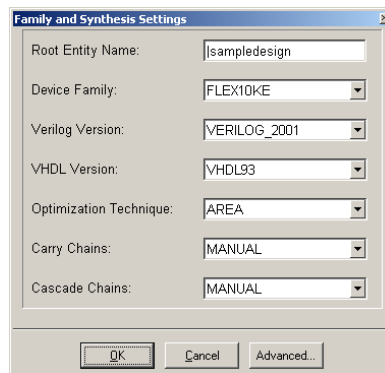 Family and Synthesis Settings
Root Entity Name: |sampledesign
Device Family: FLEX10KE
Verilog Version: VERILOG_2001
VHDL Version: VHDL93
Optimization Technique: AREA
Carry Chains: MANUAL
Cascade Chains: MANUAL
OK Cancel Advanced...